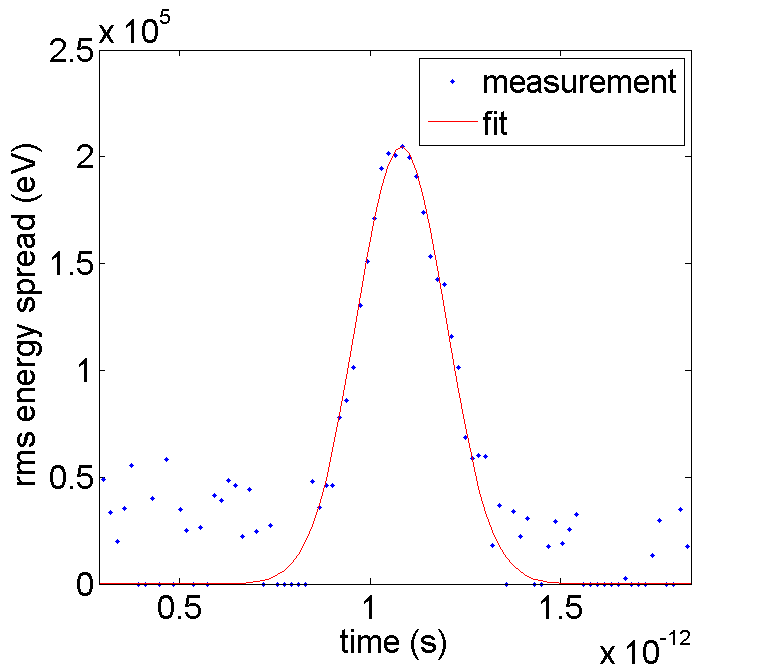 x 10^5
2.5
2
1.5
1
0.5
0
rms energy spread (eV)
measurement
fit
0.5 1 1.5
time (s)
x 10^-12